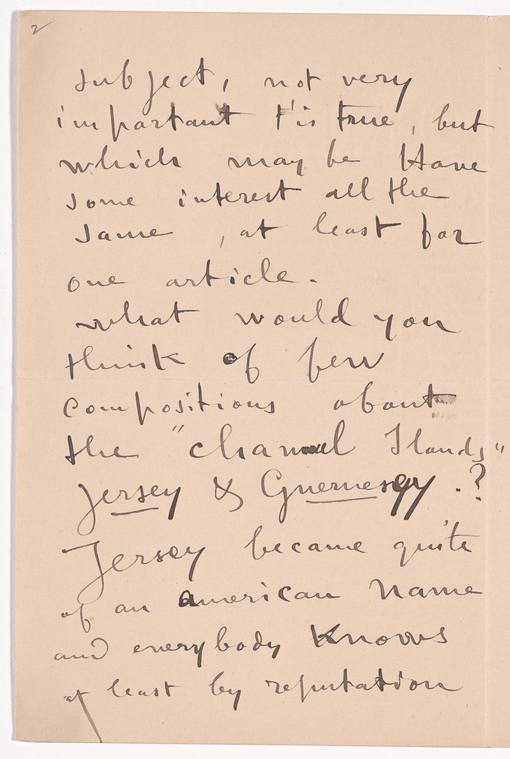 2
subject, not very
important t'is true, but
which may be Have
some interest all the
same, at least for
one article.
what would you
think of few
compositions about
the "channel Ilands"
Jersey & Guernesey.?
Jersey became quite
of an american name
and everybody Knows
at least by reputation